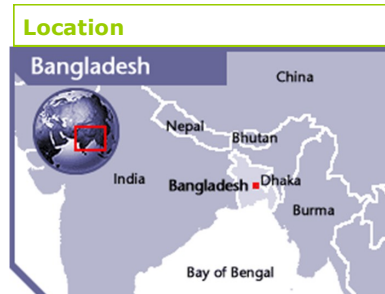 Location
Bangladesh
China
Nepal
Bhutan
India
Bangladesh
Dhaka
Burma
Bay of Bengal